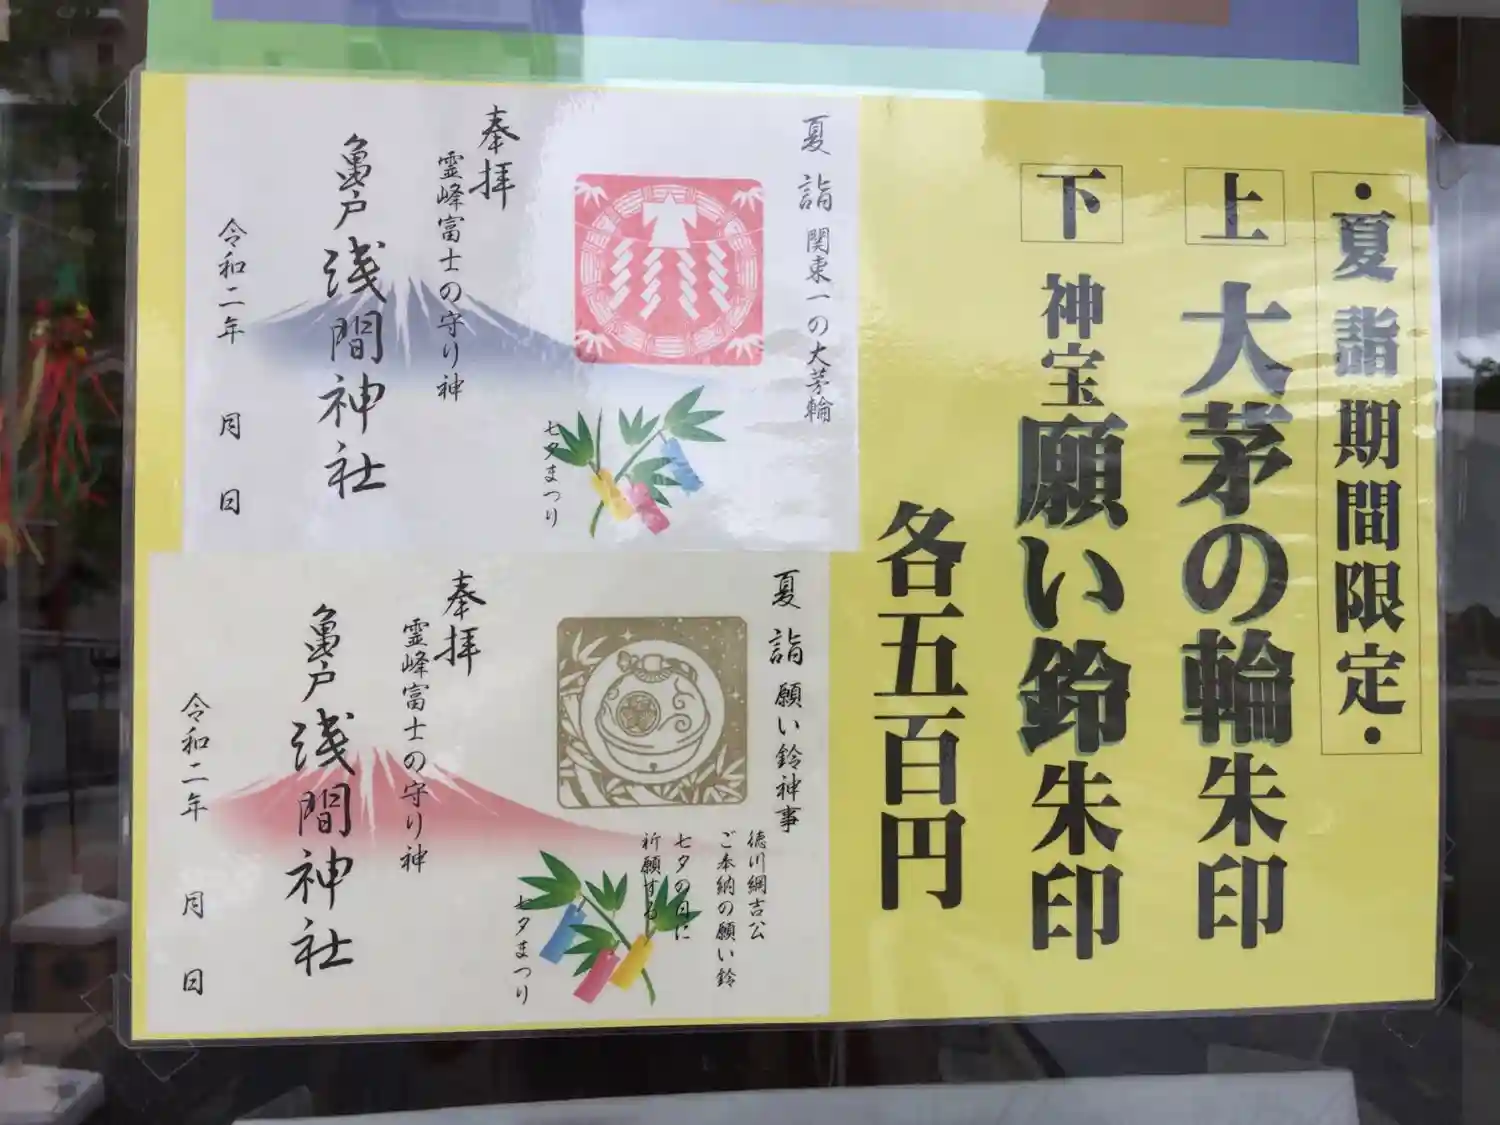 ・夏詣期間限定・
上 大茅の輪朱印
下 神宝願い鈴朱印
各五百円
夏詣 関東一の大茅輪
七夕まつり
奉拝
霊峰富士の守り神
亀戸浅間神社
令和二年 月 日
夏詣 願い鈴神事
徳川綱吉公
ご奉納の願い鈴
七夕の日に
祈願する
七夕まつり
奉拝
霊峰富士の守り神
亀戸浅間神社
令和二年 月 日